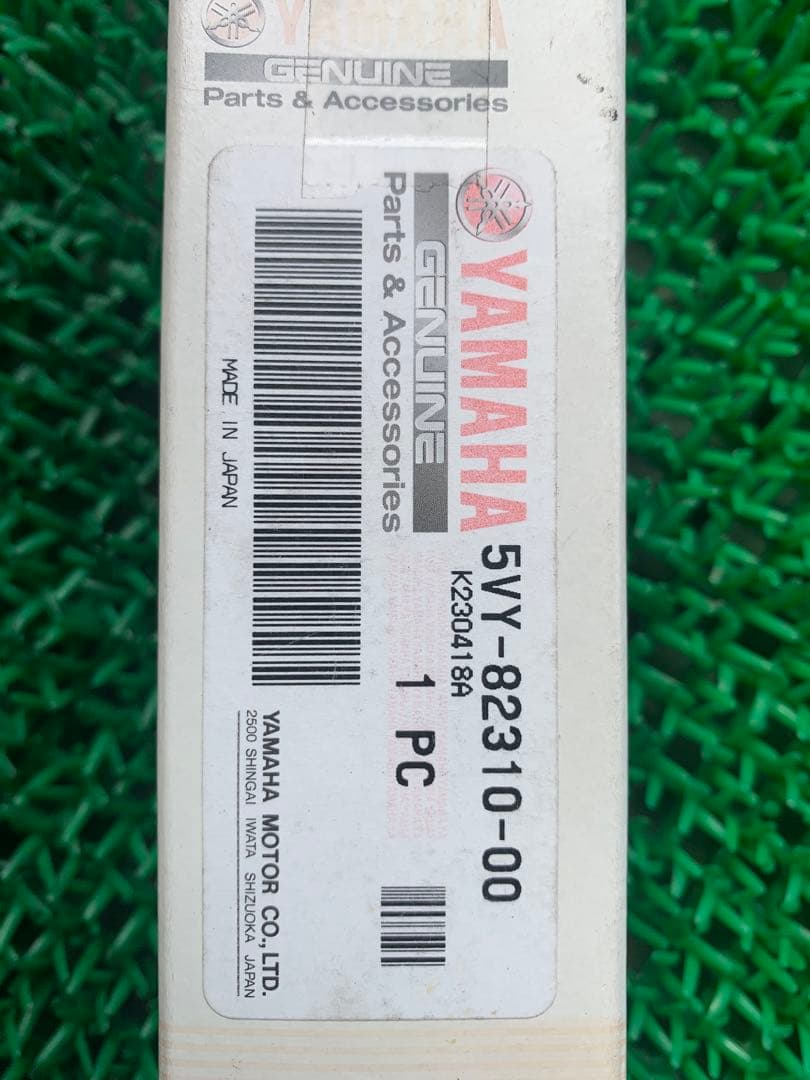 YAMAHA
GENUINE
Parts & Accessories
YAMAHA
GENUINE
Parts & Accessories
5VY-82310-00
K230418A
1 PC
MADE IN JAPAN
YAMAHA MOTOR CO., LTD.
2500 SHINGAI IWATA SHIZUOKA JAPAN